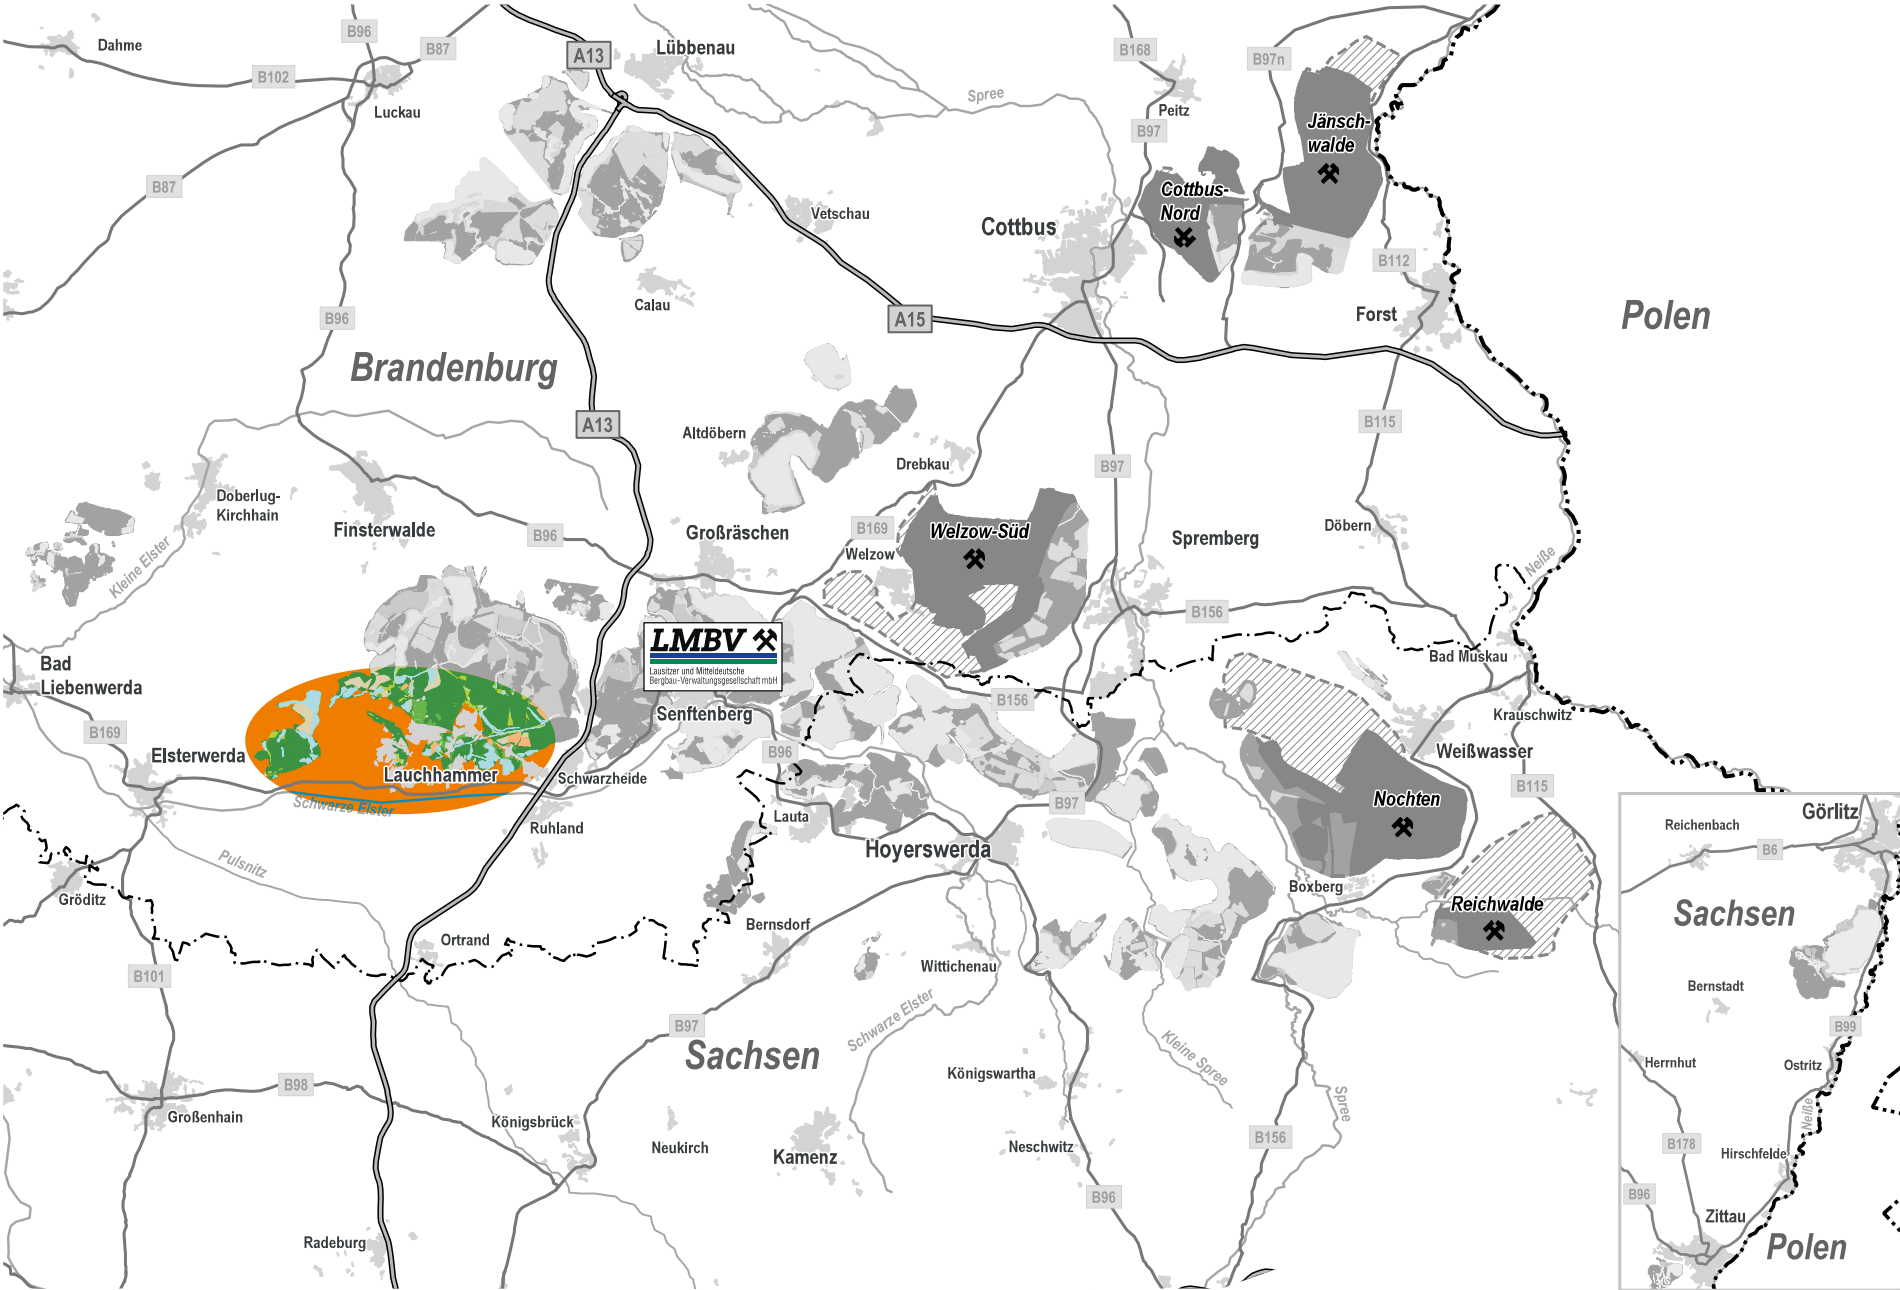 Dahme
B96
B87
B102
Luckau
A13
Lübbenau
Spree
B168
B97n
Peitz
B97
Jänsch-
walde
B87
Vetschau
Cottbus
Cottbus-
Nord
B112
Calau
B96
A15
Forst
Polen
Brandenburg
A13
Altdöbern
Drebkau
B97
B115
Doberlug-
Kirchhain
Finsterwalde
B96
Großräschen
B169
Welzow
Welzow-Süd
Spremberg
Döbern
Kleine Elster
Neiße
B156
LMBV
Lausitzer und Mitteldeutsche
Bergbau-Verwaltungsgesellschaft mbH
Bad
Liebenwerda
Bad Muskau
B156
Senftenberg
Krauschwitz
B169
Elsterwerda
B96
Weißwasser
Lauchhammer
Schwarzheide
B115
Schwarze Elster
Nochten
B97
Lauta
Ruhland
Görlitz
Reichenbach
B6
Hoyerswerda
Pulsnitz
Boxberg
Gröditz
Reichwalde
Sachsen
Bernsdorf
Ortrand
Wittichenau
B101
Bernstadt
Schwarze Elster
B97
B99
Sachsen
Kleine Spree
Herrnhut
Ostritz
Königswartha
B98
Spree
Neiße
Großenhain
Königsbrück
Neukirch
Kamenz
Neschwitz
B156
B178
Hirschfelde
B96
B96
Zittau
Radeburg
Polen